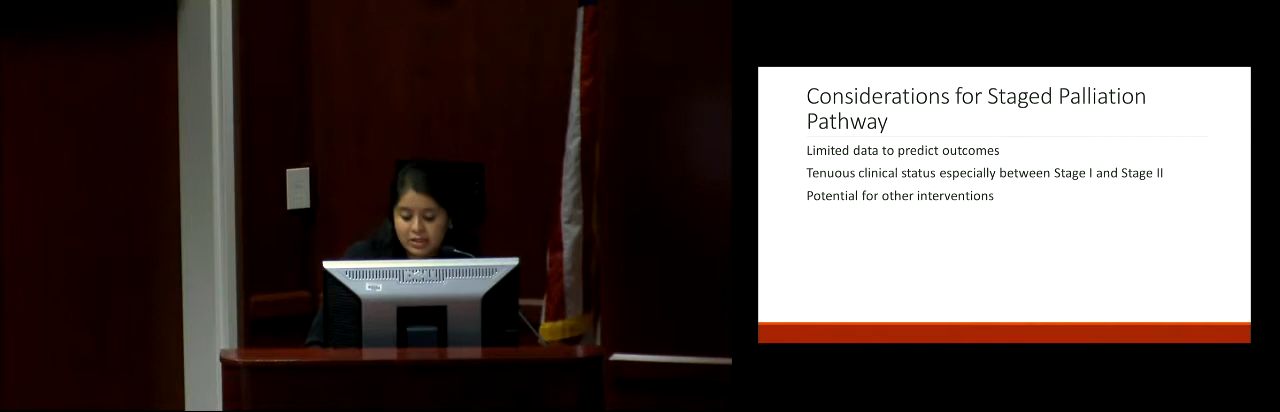 Considerations for Staged Palliation
Pathway
Limited data to predict outcomes
Tenuous clinical status especially between Stage I and Stage II
Potential for other interventions